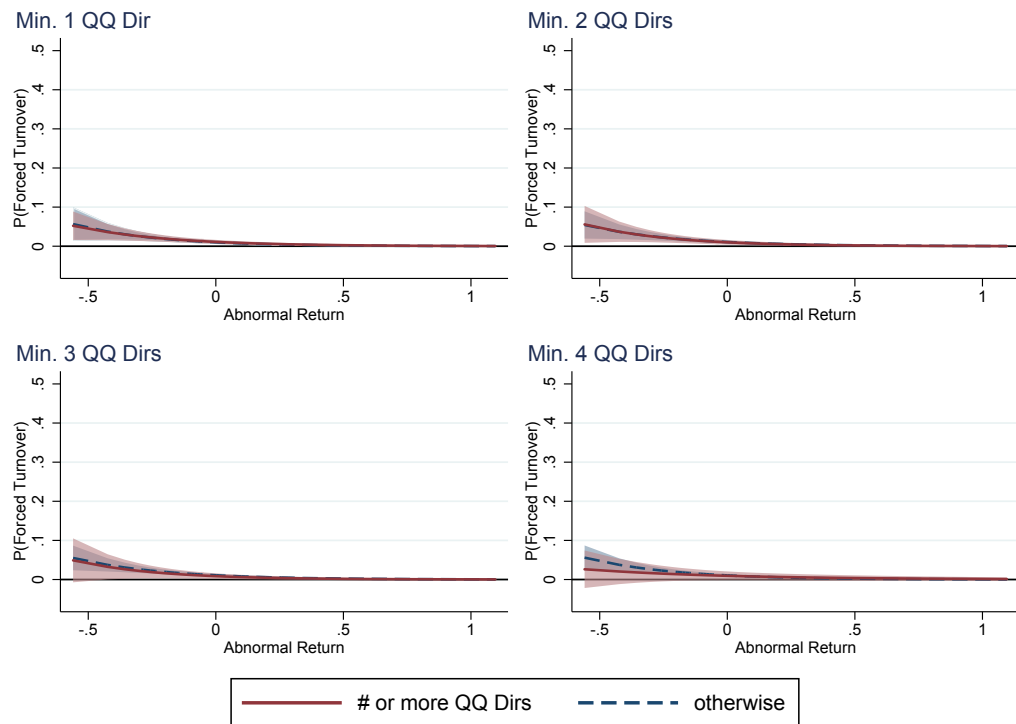 Min. 1 QQ Dir
P(Forced Turnover)
.5
.4
.3
.2
.1
0
-.5 0 .5 1
Abnormal Return
Min. 2 QQ Dirs
P(Forced Turnover)
.5
.4
.3
.2
.1
0
-.5 0 .5 1
Abnormal Return
Min. 3 QQ Dirs
P(Forced Turnover)
.5
.4
.3
.2
.1
0
-.5 0 .5 1
Abnormal Return
Min. 4 QQ Dirs
P(Forced Turnover)
.5
.4
.3
.2
.1
0
-.5 0 .5 1
Abnormal Return
# or more QQ Dirs otherwise